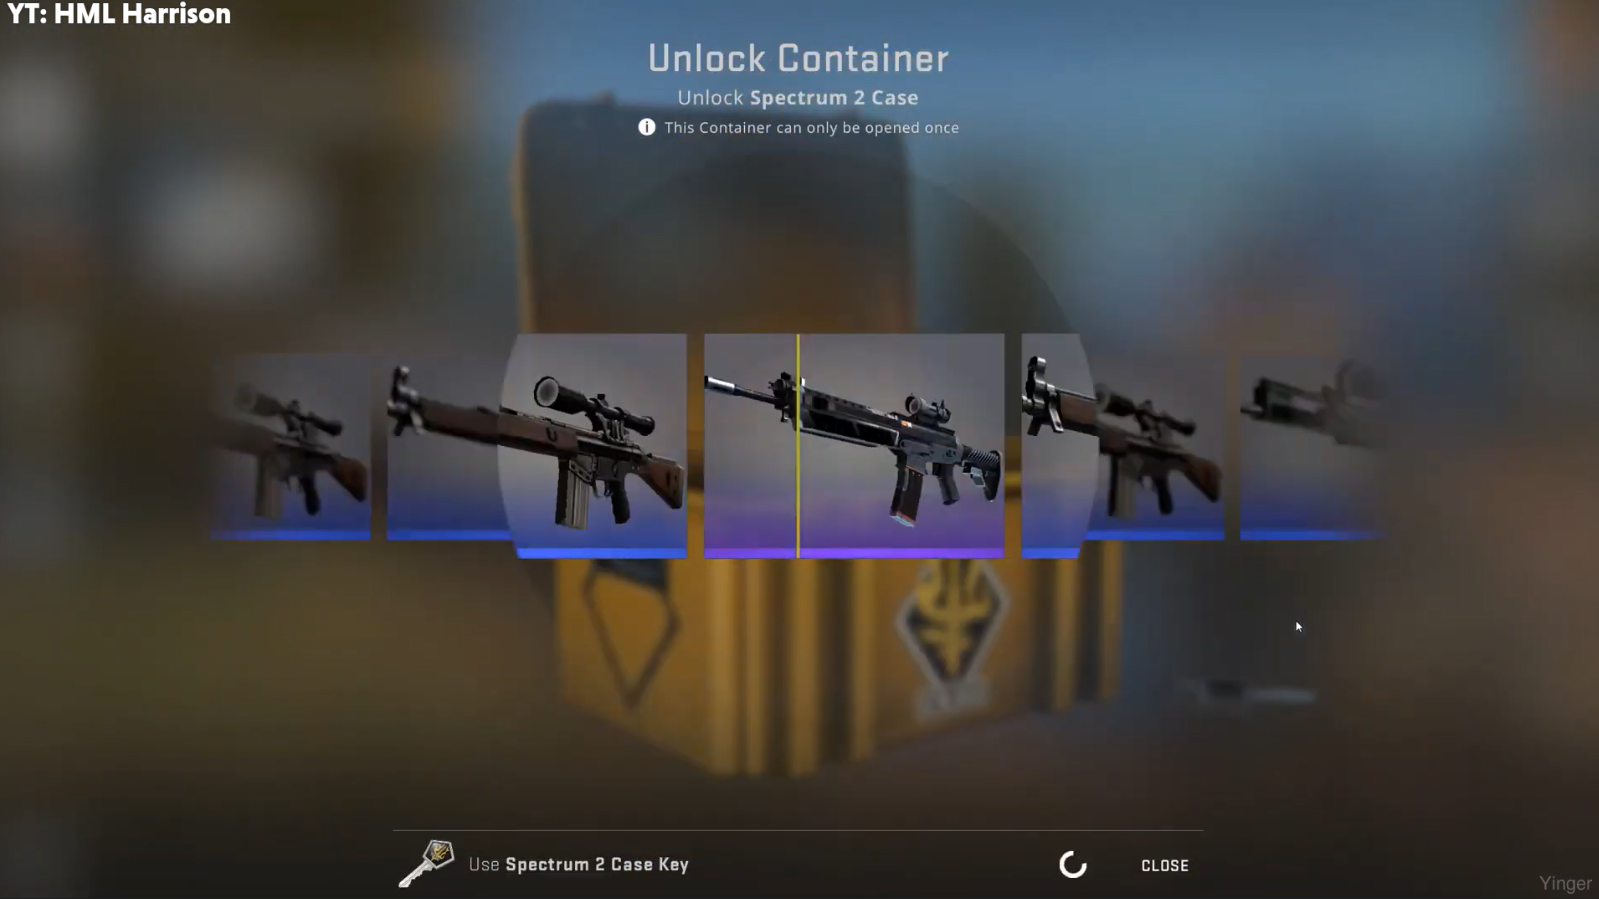 YT: HML Harrison
Unlock Container
Unlock Spectrum 2 Case
This Container can only be opened once
Use Spectrum 2 Case Key
CLOSE
Yinger